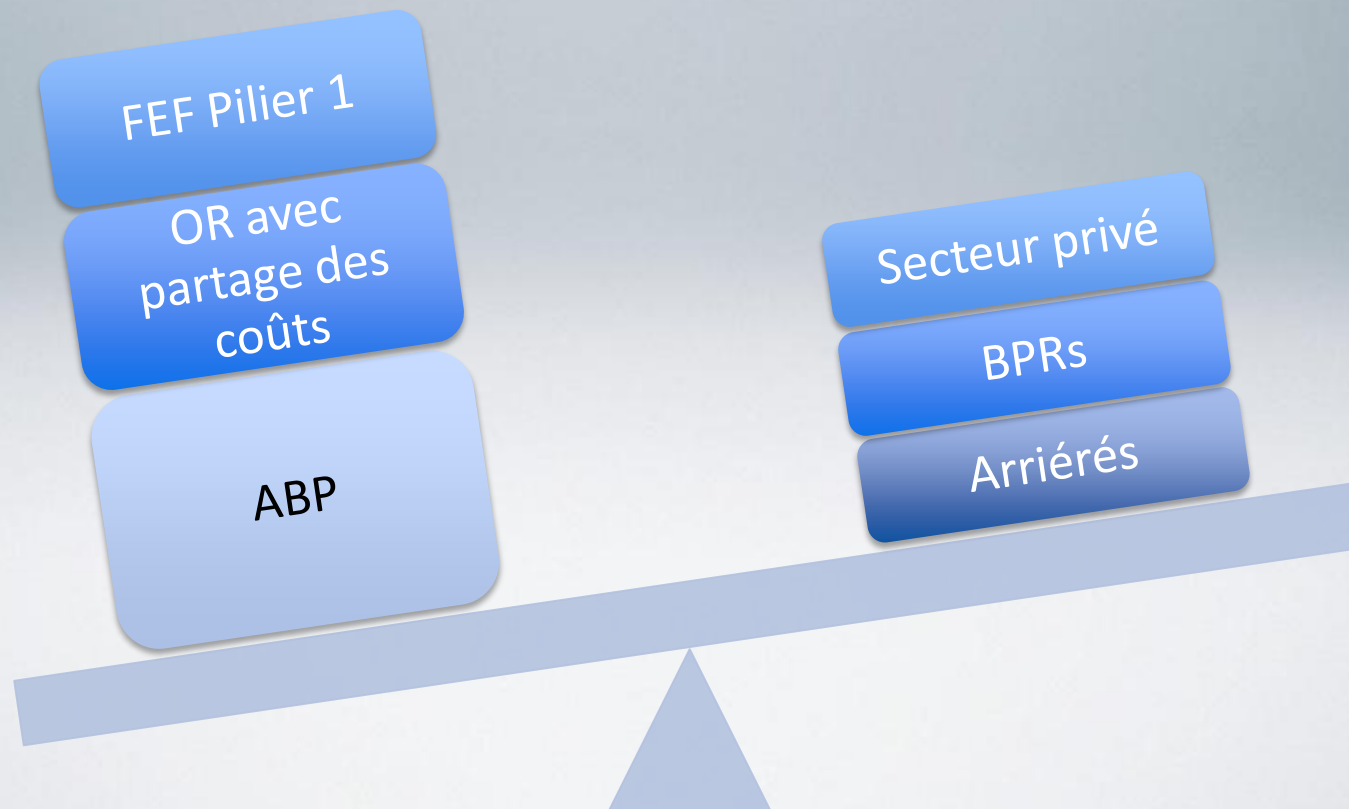 FEF Pilier 1
OR avec
partage des
coûts
ABP
Secteur privé
BPRs
Arriérés